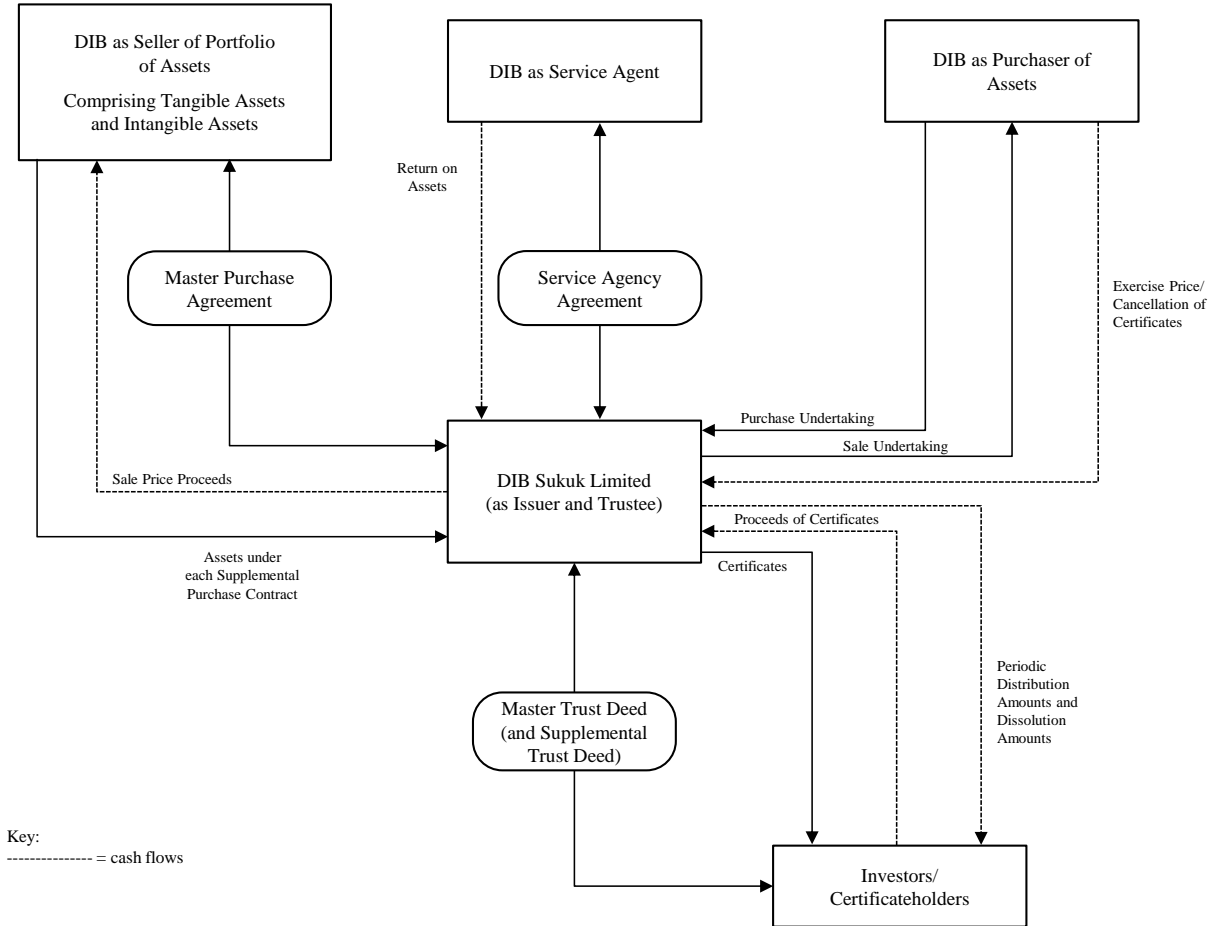 DIB as Seller of Portfolio
of Assets
Comprising Tangible Assets
and Intangible Assets
DIB as Service Agent
DIB as Purchaser of
Assets
Return on
Assets
Master Purchase
Agreement
Service Agency
Agreement
Exercise Price/
Cancellation of
Certificates
Purchase Undertaking
Sale Undertaking
Sale Price Proceeds
DIB Sukuk Limited
(as Issuer and Trustee)
Proceeds of Certificates
Certificates
Assets under
each Supplemental
Purchase Contract
Periodic
Distribution
Amounts and
Dissolution
Amounts
Master Trust Deed
(and Supplemental
Trust Deed)
Key:
--------------- = cash flows
Investors/
Certificateholders